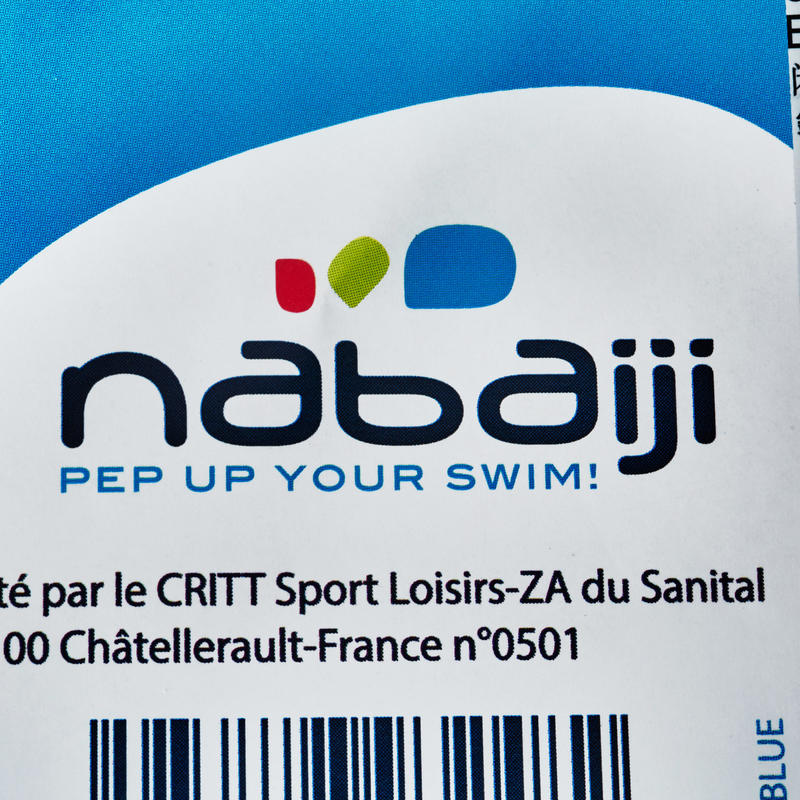 nabaiji
PEP UP YOUR SWIM!
té par le CRITT Sport Loisirs-ZA du Sanital
00 Châtellerault-France n°0501
BLUE